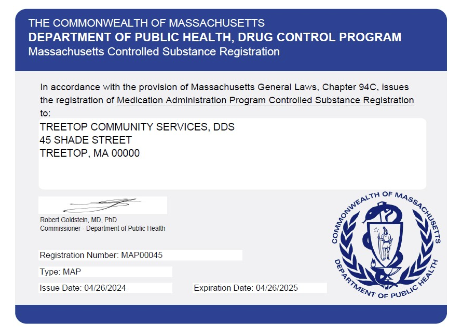 THE COMMONWEALTH OF MASSACHUSETTS
DEPARTMENT OF PUBLIC HEALTH, DRUG CONTROL PROGRAM
Massachusetts Controlled Substance Registration
In accordance with the provision of Massachusetts General Laws, Chapter 94C, issues
the registration of Medication Administration Program Controlled Substance Registration
to:
TREETOP COMMUNITY SERVICES, DDS
45 SHADE STREET
TREETOP, MA 00000
Robert Goldstein, MD, PhD
Commissioner - Department of Public Health
Registration Number: MAP00045
Type: MAP
Issue Date: 04/26/2024 Expiration Date: 04/26/2025
COMMONWEALTH OF MASSACHUSETTS
DEPARTMENT OF PUBLIC HEALTH